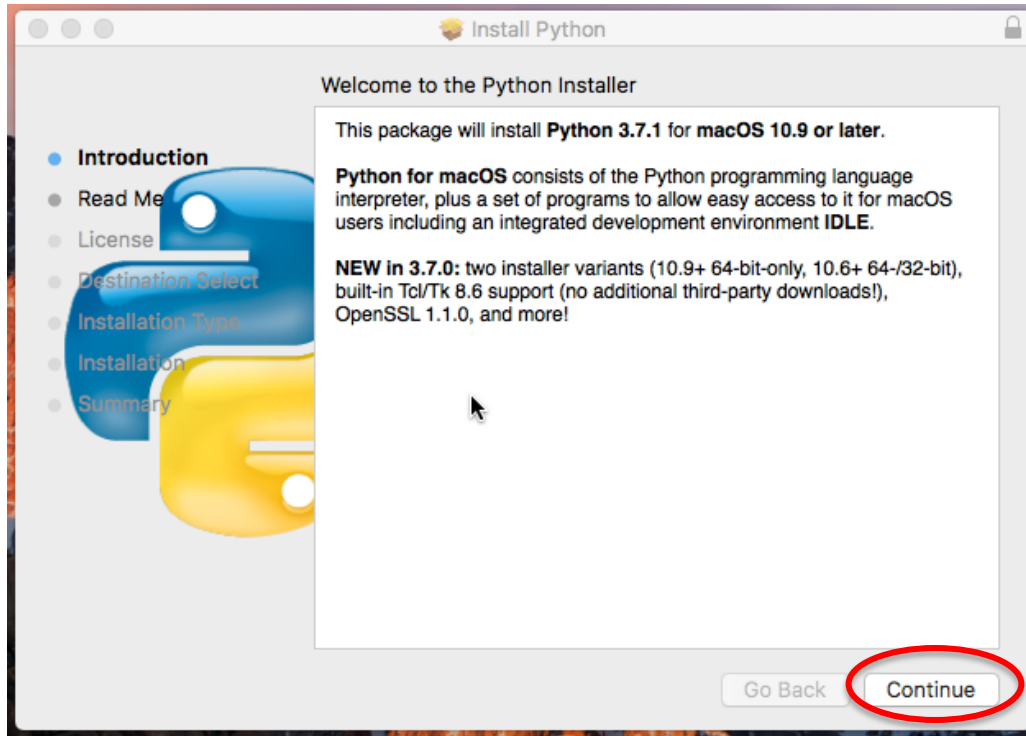 Install Python
Welcome to the Python Installer
Introduction
Read Me
License
Destination Select
Installation Type
Installation
Summary
This package will install Python 3.7.1 for macOS 10.9 or later.
Python for macOS consists of the Python programming language
interpreter, plus a set of programs to allow easy access to it for macOS
users including an integrated development environment IDLE.
NEW in 3.7.0: two installer variants (10.9+ 64-bit-only, 10.6+ 64-/32-bit),
built-in Tcl/Tk 8.6 support (no additional third-party downloads!),
OpenSSL 1.1.0, and more!
Go Back
Continue